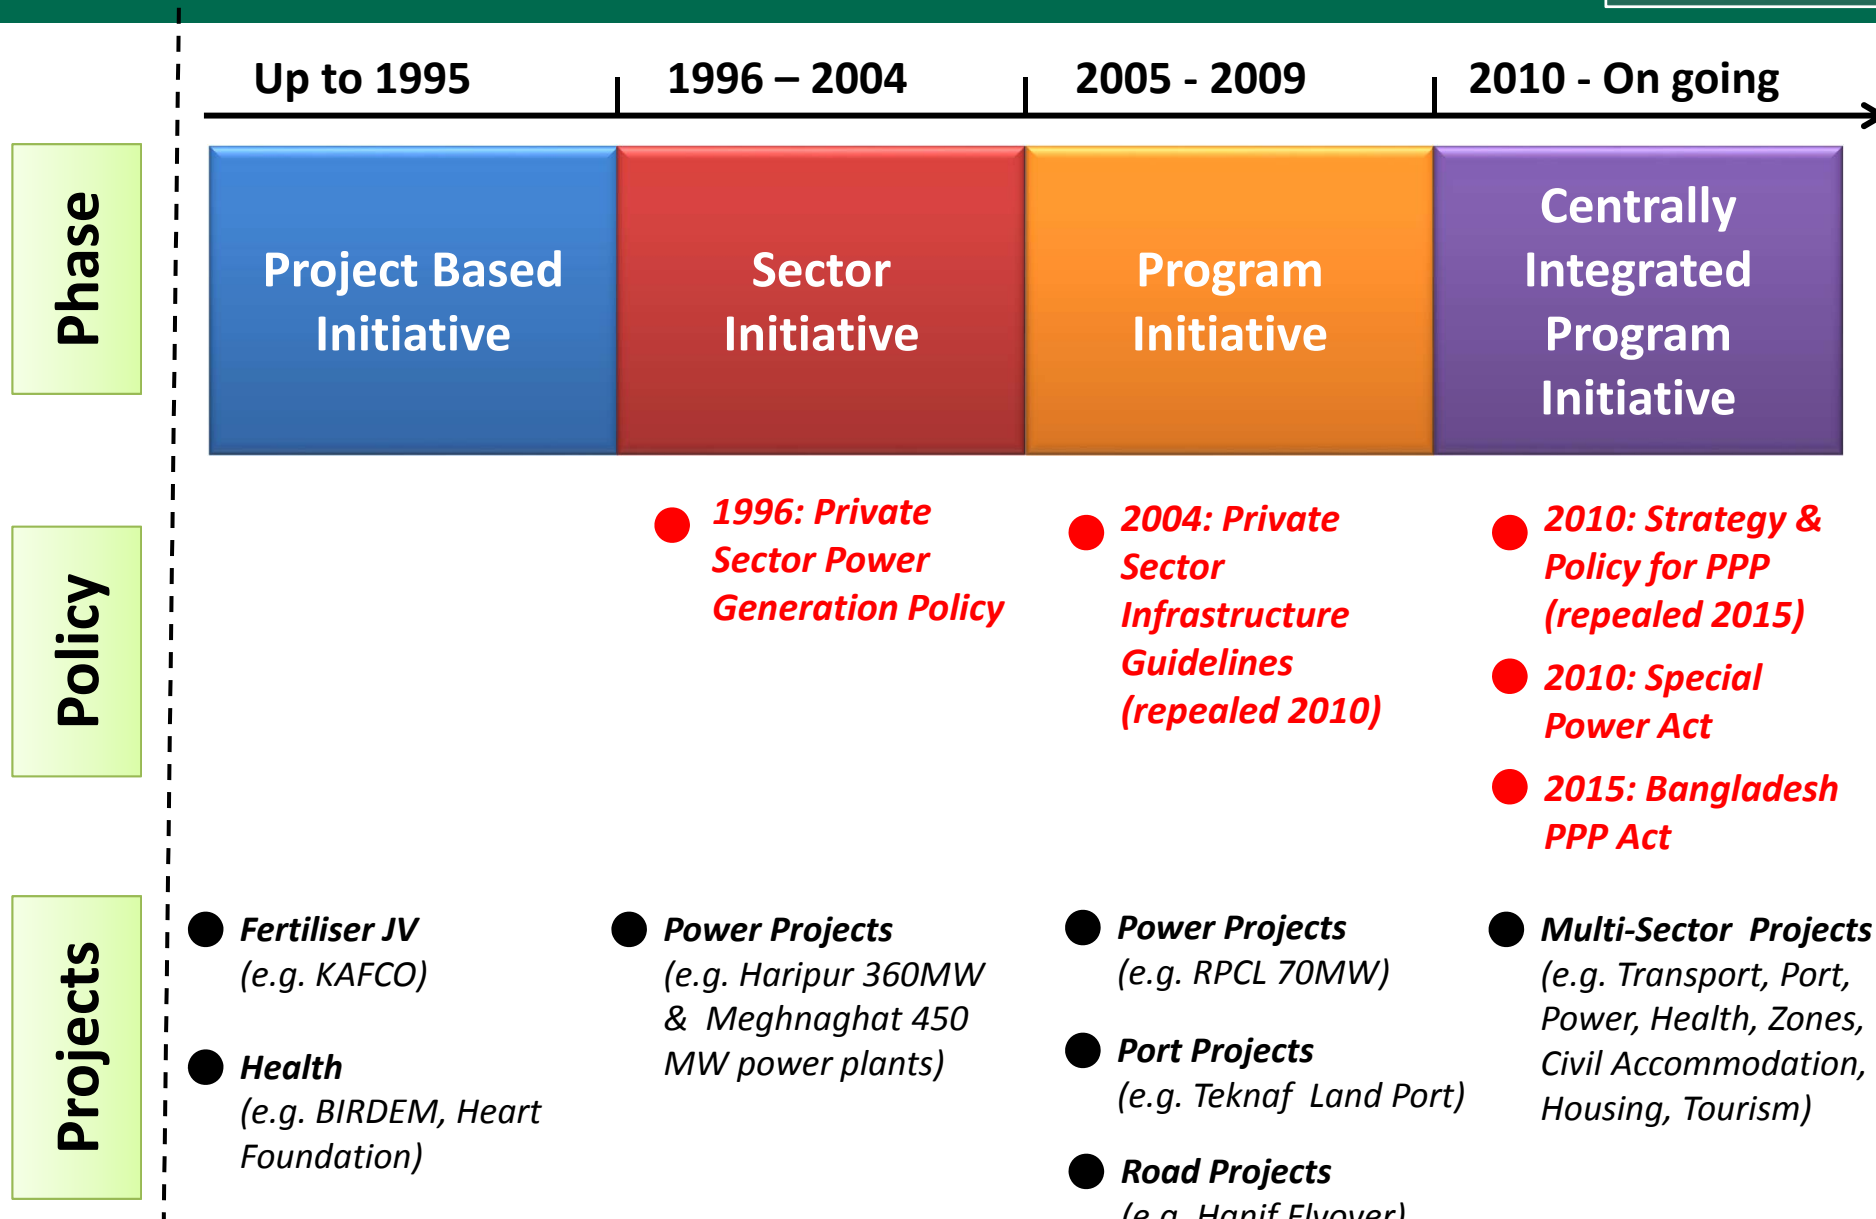 Up to 1995
1996 – 2004
2005 - 2009
2010 - On going
Phase
Project Based
Initiative
Sector
Initiative
Program
Initiative
Centrally
Integrated
Program
Initiative
Policy
1996: Private
Sector Power
Generation Policy
2004: Private
Sector
Infrastructure
Guidelines
(repealed 2010)
2010: Strategy &
Policy for PPP
(repealed 2015)
2010: Special
Power Act
2015: Bangladesh
PPP Act
Projects
Fertiliser JV
(e.g. KAFCO)
Health
(e.g. BIRDEM, Heart
Foundation)
Power Projects
(e.g. Haripur 360MW
& Meghnaghat 450
MW power plants)
Power Projects
(e.g. RPCL 70MW)
Port Projects
(e.g. Teknaf Land Port)
Road Projects
(e.g. Hanif Flyover)
Multi-Sector Projects
(e.g. Transport, Port,
Power, Health, Zones,
Civil Accommodation,
Housing, Tourism)